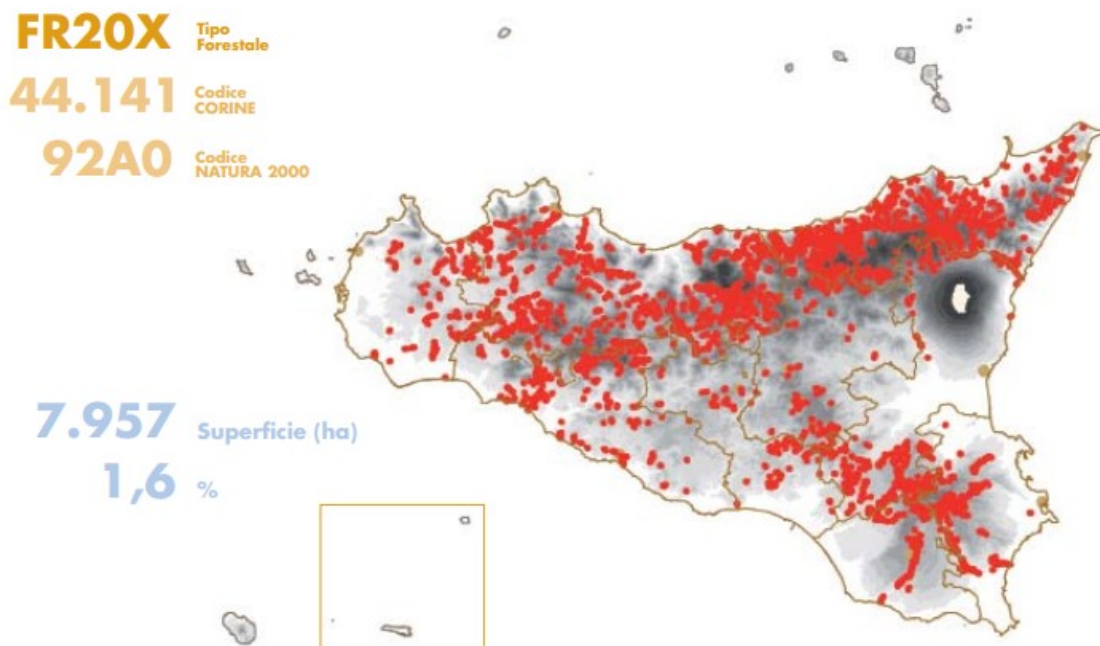 FR20X Tipo
Forestale
44.141 Codice
CORINE
92A0 Codice
NATURA 2000
7.957 Superficie (ha)
1,6 %